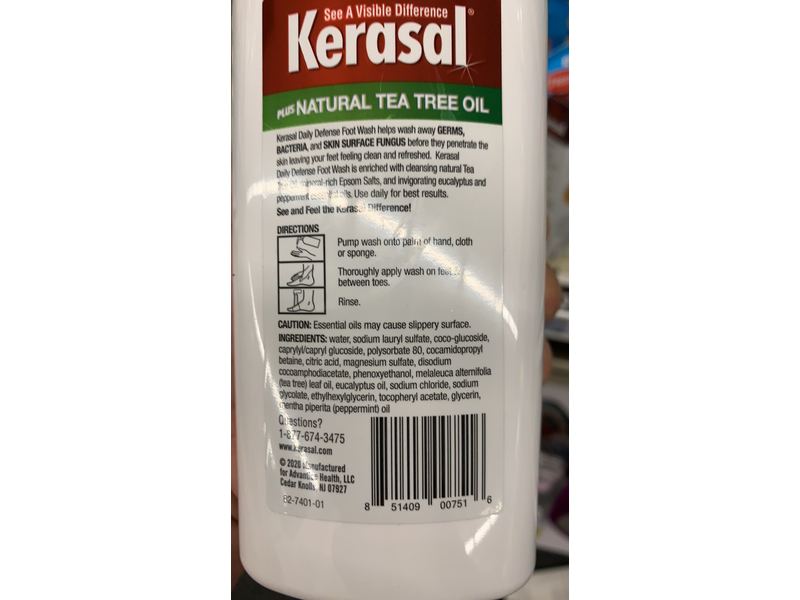 See A Visible Difference
Kerasal®
PLUS NATURAL TEA TREE OIL
Kerasal Daily Defense Foot Wash helps wash away GERMS,
BACTERIA, and SKIN SURFACE FUNGUS before they penetrate the
skin leaving your feet feeling clean and refreshed. Kerasal
Daily Defense Foot Wash is enriched with cleansing natural Tea
Tree Oil, mineral-rich Epsom Salts, and invigorating eucalyptus and
peppermint essential oils. Use daily for best results.
See and Feel the Kerasal Difference!
DIRECTIONS
Pump wash onto palm of hand, cloth
or sponge.
Thoroughly apply wash on feet &
between toes.
Rinse.
CAUTION: Essential oils may cause slippery surface.
INGREDIENTS: water, sodium lauryl sulfate, coco-glucoside,
caprylyl/capryl glucoside, polysorbate 80, cocamidopropyl
betaine, citric acid, magnesium sulfate, disodium
cocoamphodiacetate, phenoxyethanol, melaleuca alternifolia
(tea tree) leaf oil, eucalyptus oil, sodium chloride, sodium
glycolate, ethylhexylglycerin, tocopheryl acetate, glycerin,
mentha piperita (peppermint) oil
Questions?
1-877-674-3475
www.kerasal.com
© 2020 Manufactured
for Advantice Health, LLC
Cedar Knolls, NJ 07927
B2-7401-01
8 51409 00751 6